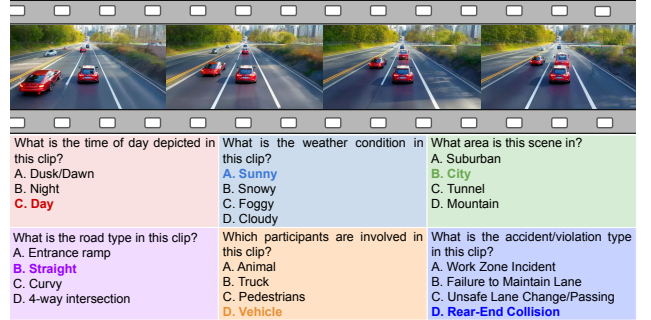 What is the time of day depicted in
this clip?
A. Dusk/Dawn
B. Night
C. Day
What is the weather condition in
this clip?
A. Sunny
B. Snowy
C. Foggy
D. Cloudy
What area is this scene in?
A. Suburban
B. City
C. Tunnel
D. Mountain
What is the road type in this clip?
A. Entrance ramp
B. Straight
C. Curvy
D. 4-way intersection
Which participants are involved in
this clip?
A. Animal
B. Truck
C. Pedestrians
D. Vehicle
What is the accident/violation type
in this clip?
A. Work Zone Incident
B. Failure to Maintain Lane
C. Unsafe Lane Change/Passing
D. Rear-End Collision